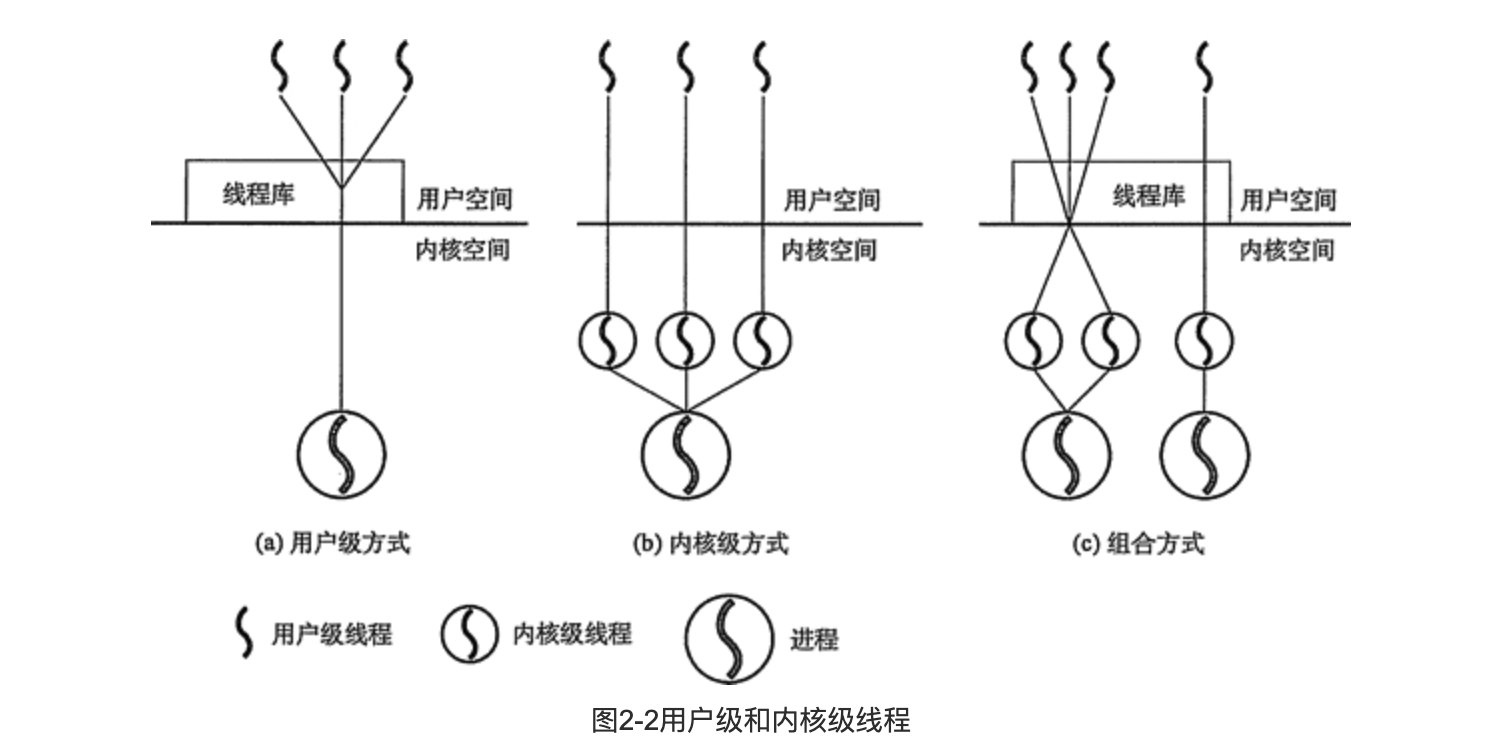 线程库
用户空间
内核空间
用户空间
内核空间
线程库
用户空间
内核空间
(a) 用户级方式
(b) 内核级方式
(c) 组合方式
用户级线程
内核级线程
进程
图2-2用户级和内核级线程